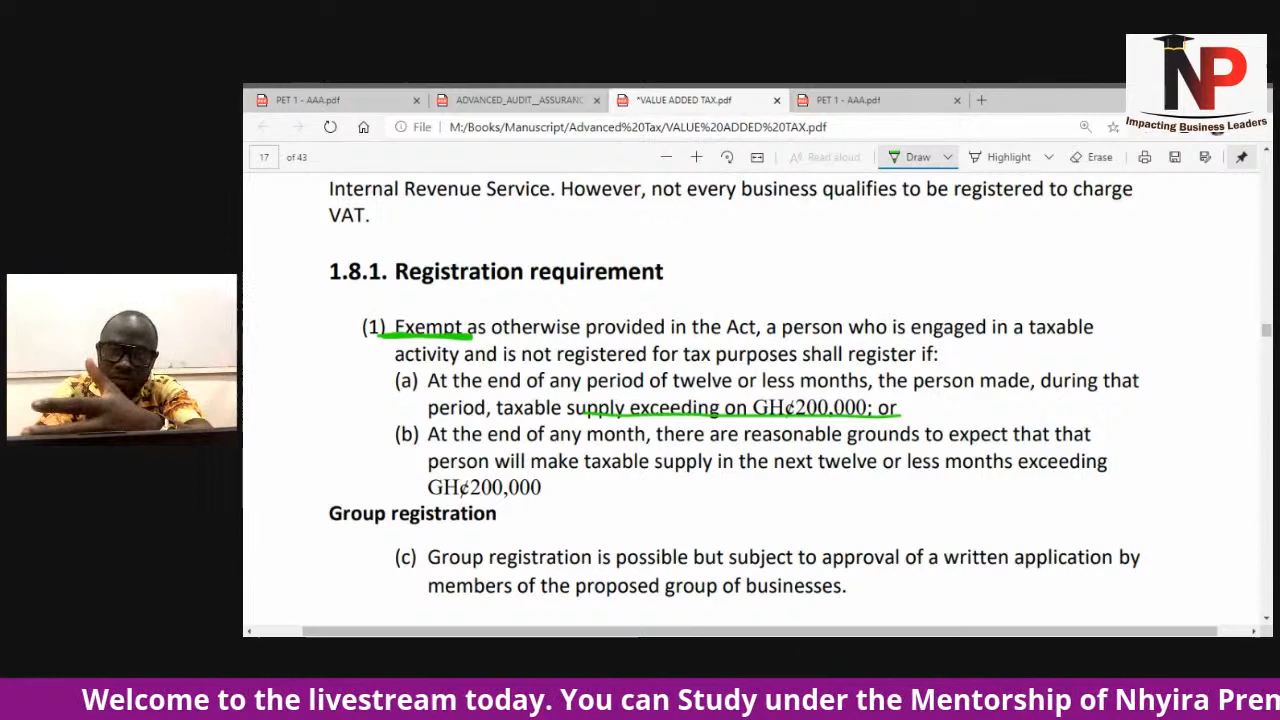 NP
Impacting Business Leaders
PET 1 - AAA.pdf
ADVANCED_AUDIT__ASSURANC
*VALUE ADDED TAX.pdf
PET 1 - AAA.pdf
File M:/Books/Manuscript/Advanced%20Tax/VALUE%20ADDED%20TAX.pdf
17 of 43
Read aloud
Draw
Highlight
Erase
Internal Revenue Service. However, not every business qualifies to be registered to charge
VAT.
1.8.1. Registration requirement
(1) Exempt as otherwise provided in the Act, a person who is engaged in a taxable
activity and is not registered for tax purposes shall register if:
(a) At the end of any period of twelve or less months, the person made, during that
period, taxable supply exceeding on GH¢200,000; or
(b) At the end of any month, there are reasonable grounds to expect that that
person will make taxable supply in the next twelve or less months exceeding
GH¢200,000
Group registration
(c) Group registration is possible but subject to approval of a written application by
members of the proposed group of businesses.
Welcome to the livestream today. You can Study under the Mentorship of Nhyira Prem